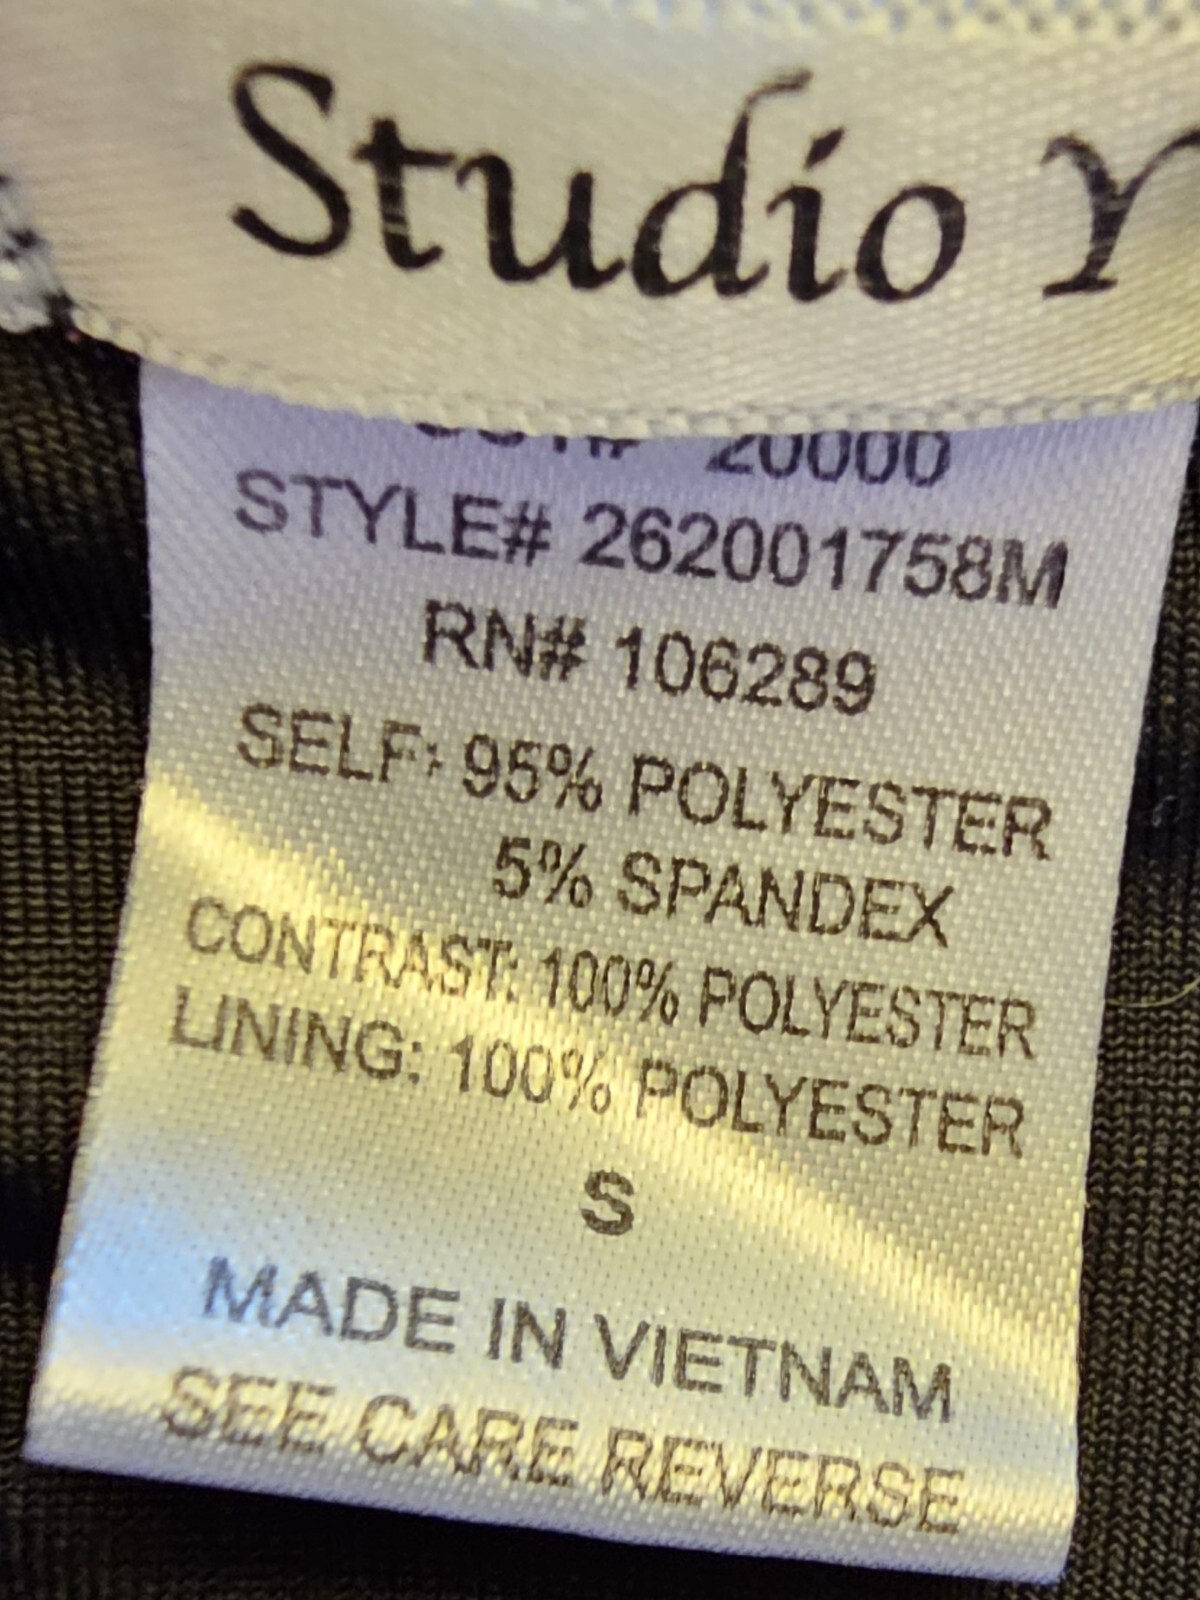 Studio Y
20000
STYLE# 262001758M
RN# 106289
SELF: 95% POLYESTER
5% SPANDEX
CONTRAST: 100% POLYESTER
LINING: 100% POLYESTER
S
MADE IN VIETNAM
SEE CARE REVERSE